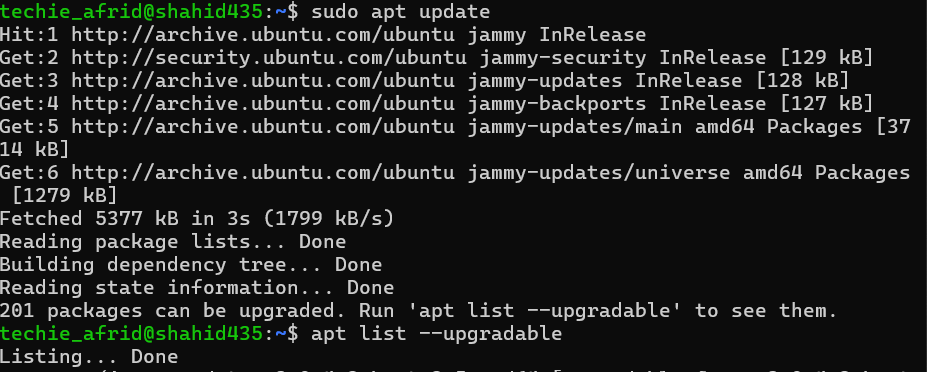 techie_afrid@shahid435:~$ sudo apt update
Hit:1 http://archive.ubuntu.com/ubuntu jammy InRelease
Get:2 http://security.ubuntu.com/ubuntu jammy-security InRelease [129 kB]
Get:3 http://archive.ubuntu.com/ubuntu jammy-updates InRelease [128 kB]
Get:4 http://archive.ubuntu.com/ubuntu jammy-backports InRelease [127 kB]
Get:5 http://archive.ubuntu.com/ubuntu jammy-updates/main amd64 Packages [37
14 kB]
Get:6 http://archive.ubuntu.com/ubuntu jammy-updates/universe amd64 Packages
 [1279 kB]
Fetched 5377 kB in 3s (1799 kB/s)
Reading package lists... Done
Building dependency tree... Done
Reading state information... Done
201 packages can be upgraded. Run 'apt list --upgradable' to see them.
techie_afrid@shahid435:~$ apt list --upgradable
Listing... Done